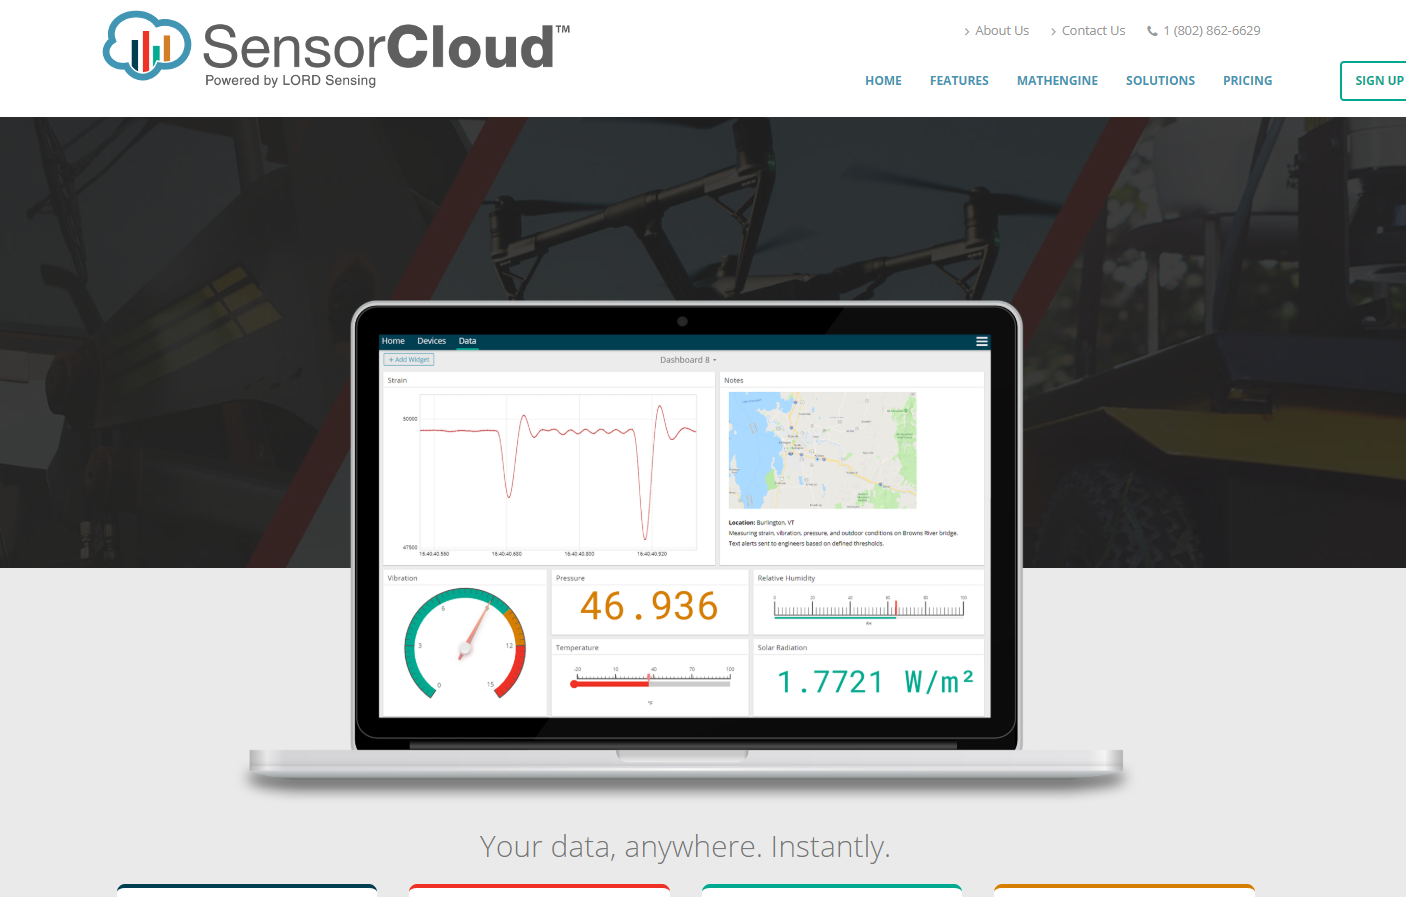 SensorCloud™
Powered by LORD Sensing
About Us
Contact Us
1 (802) 862-6629
HOME
FEATURES
MATHENGINE
SOLUTIONS
PRICING
SIGN UP
Home
Devices
Data
+ Add Widget
Dashboard 8
Strain
50000
47500
16:40:40.560
16:40:40.680
16:40:40.800
16:40:40.920
Notes
Location: Burlington, VT
Measuring strain, vibration, pressure, and outdoor conditions on Browns River bridge.
Text alerts sent to engineers based on defined thresholds.
Vibration
0
3
6
12
15
Pressure
46.936
Relative Humidity
0
20
40
60
80
100
RH
Temperature
-20
10
40
70
100
°F
Solar Radiation
1.7721 W/m²
Your data, anywhere. Instantly.